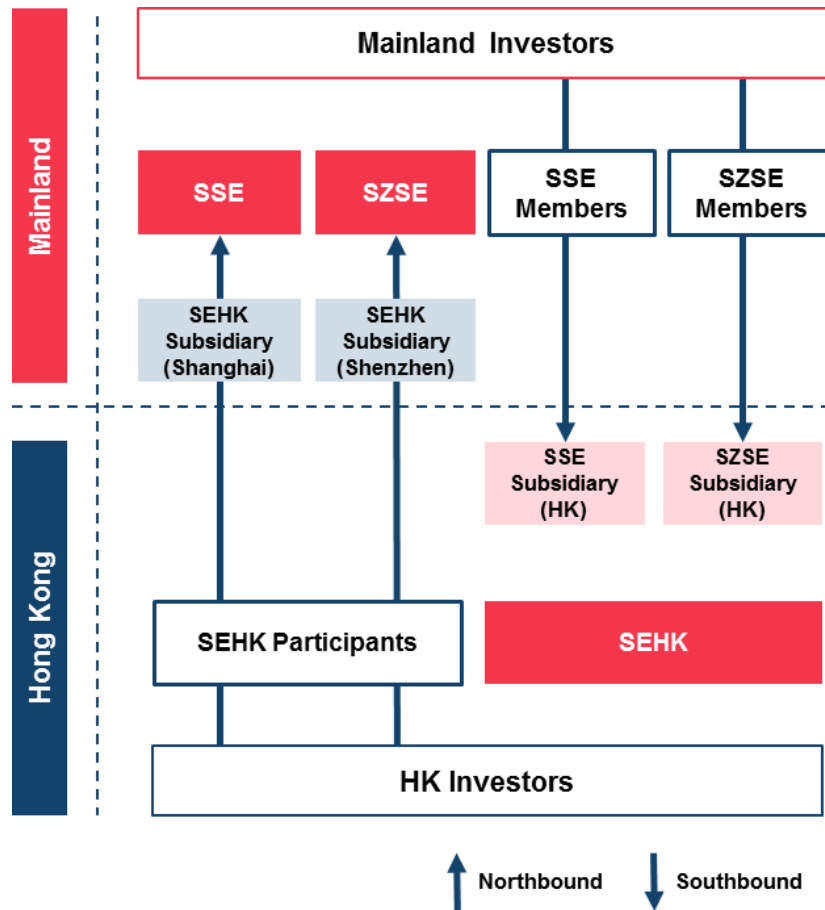 Mainland
Mainland Investors
SSE
SZSE
SSE
Members
SZSE
Members
SEHK
Subsidiary
(Shanghai)
SEHK
Subsidiary
(Shenzhen)
Hong Kong
SSE
Subsidiary
(HK)
SZSE
Subsidiary
(HK)
SEHK Participants
SEHK
HK Investors
Northbound
Southbound